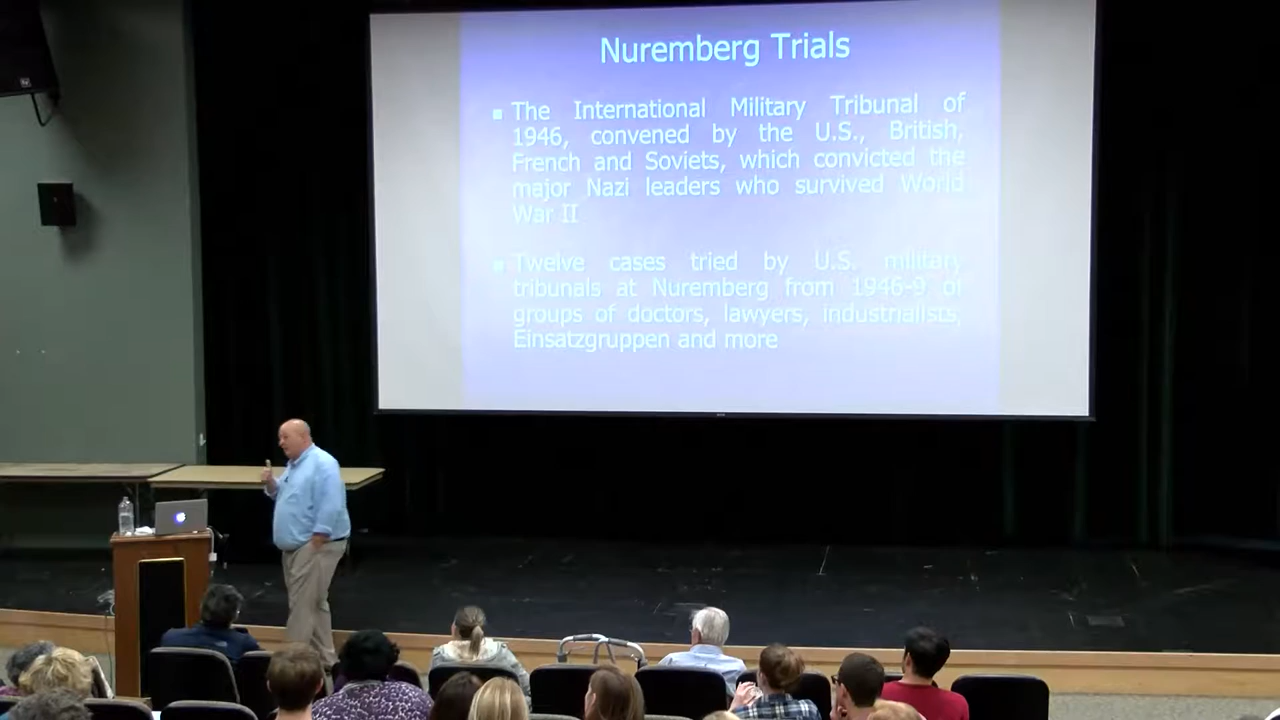 Nuremberg Trials
The International Military Tribunal of
1946, convened by the U.S., British,
French and Soviets, which convicted the
major Nazi leaders who survived World
War II
Twelve cases tried by U.S. military
tribunals at Nuremberg from 1946-9 of
groups of doctors, lawyers, industrialists,
Einsatzgruppen and more